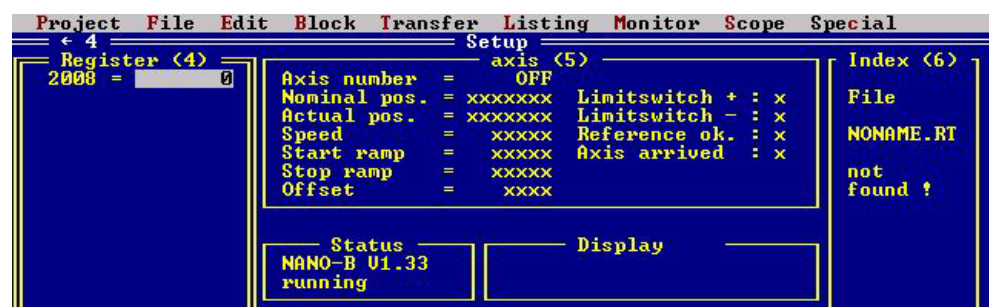 Project File Edit Block Transfer Listing Monitor Scope Special
← 4 Setup
Register (4)
2008 = 0
axis (5)
Axis number = OFF
Nominal pos. = xxxxxxx Limitswitch + : x
Actual pos. = xxxxxxx Limitswitch - : x
Speed = xxxxx Reference ok. : x
Start ramp = xxxxx Axis arrived : x
Stop ramp = xxxxx
Offset = xxxx
Index (6)
File
NONAME.RT
not
found !
Status
NANO-B V1.33
running
Display